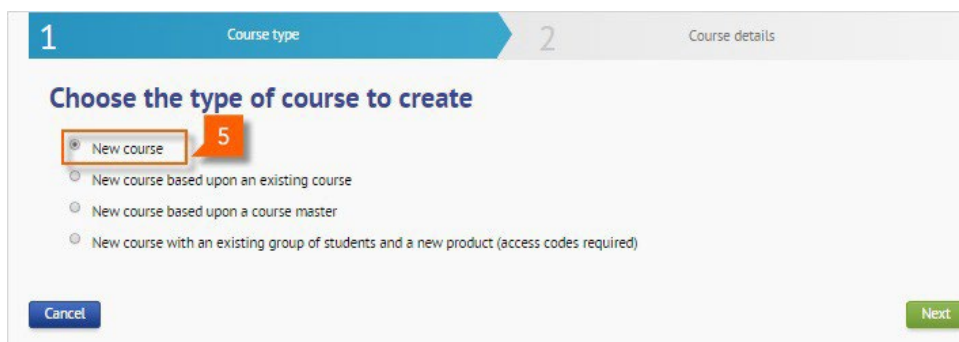 1 Course type 2 Course details
Choose the type of course to create
New course 5
New course based upon an existing course
New course based upon a course master
New course with an existing group of students and a new product (access codes required)
Cancel Next